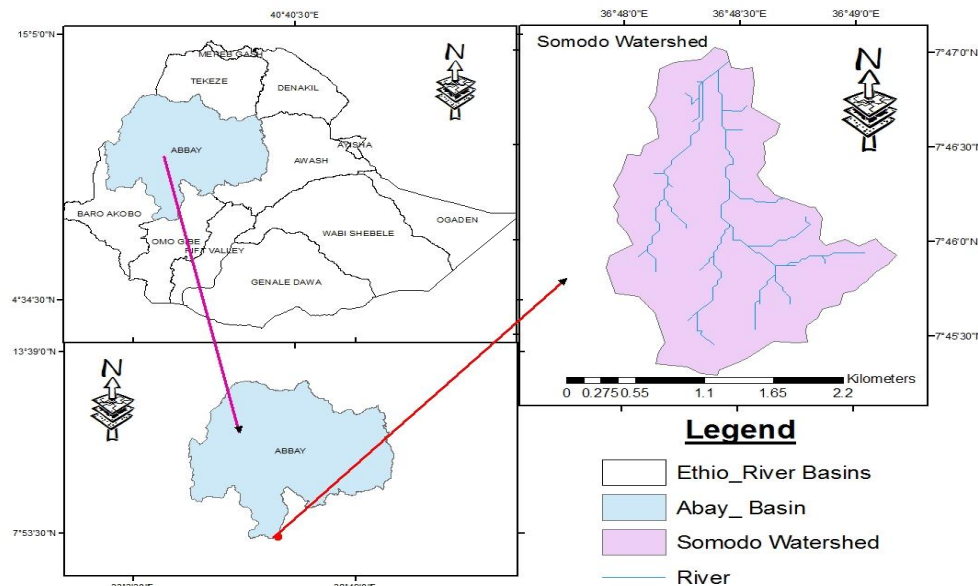 40°40'30"E
15°5'0"N
N
MEREB GASH
TEKEZE
DENAKIL
ABBAY
AYISHA
AWASH
BARO AKOBO
OGADEN
OMO GIBE
WABI SHEBELE
RIFT VALLEY
GENALE DAWA
4°34'30"N
36°48'0"E 36°48'30"E 36°49'0"E
Somodo Watershed
N
7°47'0"N
7°46'30"N
7°46'0"N
7°45'30"N
Kilometers
0 0.275 0.55 1.1 1.65 2.2
13°39'0"N
N
ABBAY
7°53'30"N
Legend
Ethio_River Basins
Abay_ Basin
Somodo Watershed
River